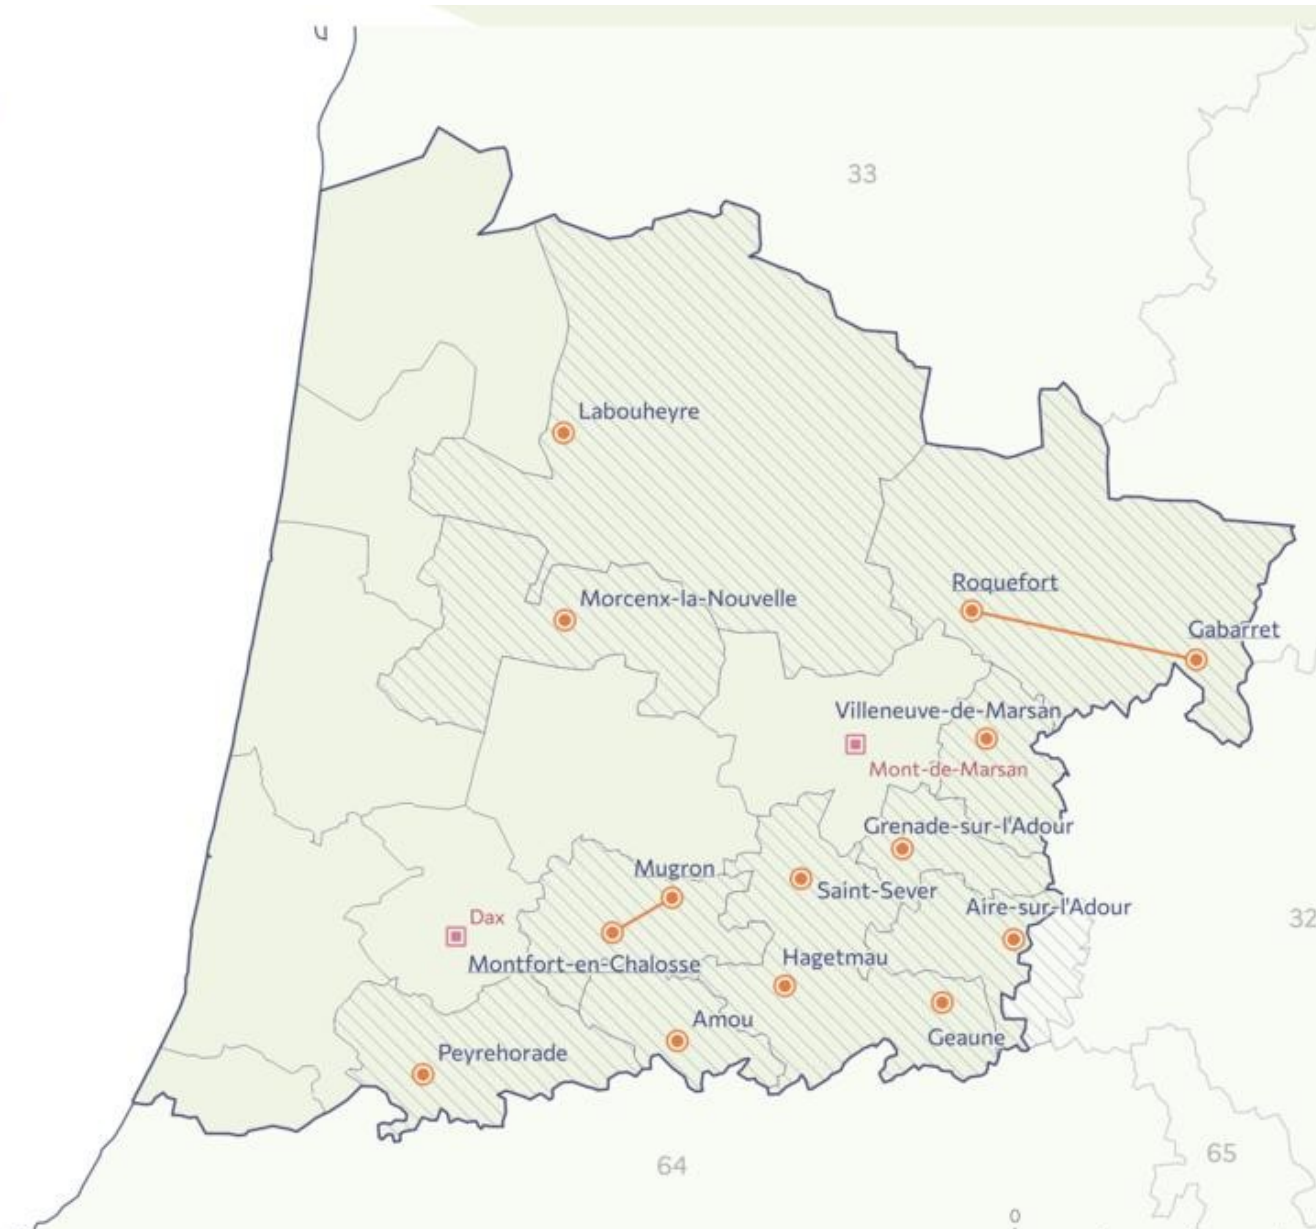 33
Labouheyre
Roquefort
Morcenx-la-Nouvelle
Gabarret
Villeneuve-de-Marsan
Mont-de-Marsan
Grenade-sur-l'Adour
Mugron
Saint-Sever
Aire-sur-l'Adour
Dax
32
Hagetmau
Montfort-en-Chalosse
Amou
Geaune
Peyrehorade
65
64
0